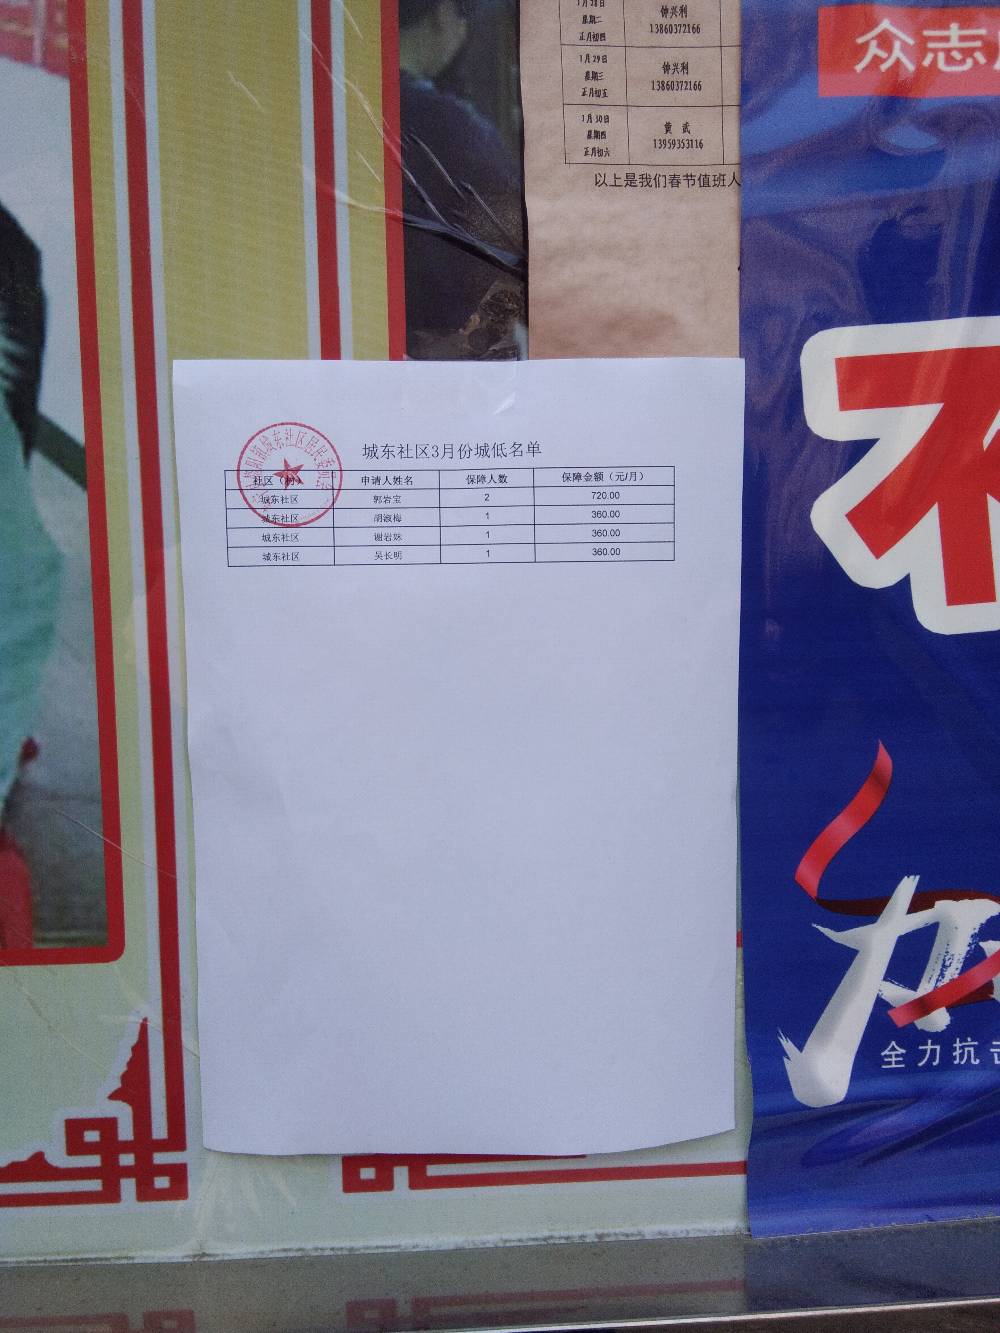 1月28日
星期二
正月初四
钟兴利
13860372166
1月29日
星期三
正月初五
钟兴利
13860372166
1月30日
星期四
正月初六
黄 武
13959353116
以上是我们春节值班人
众志
全力抗击
城东社区3月份城低名单
社区（村） 申请人姓名 保障人数 保障金额（元/月）
城东社区 郭岩宝 2 720.00
城东社区 胡淑梅 1 360.00
城东社区 谢岩妹 1 360.00
城东社区 吴长明 1 360.00